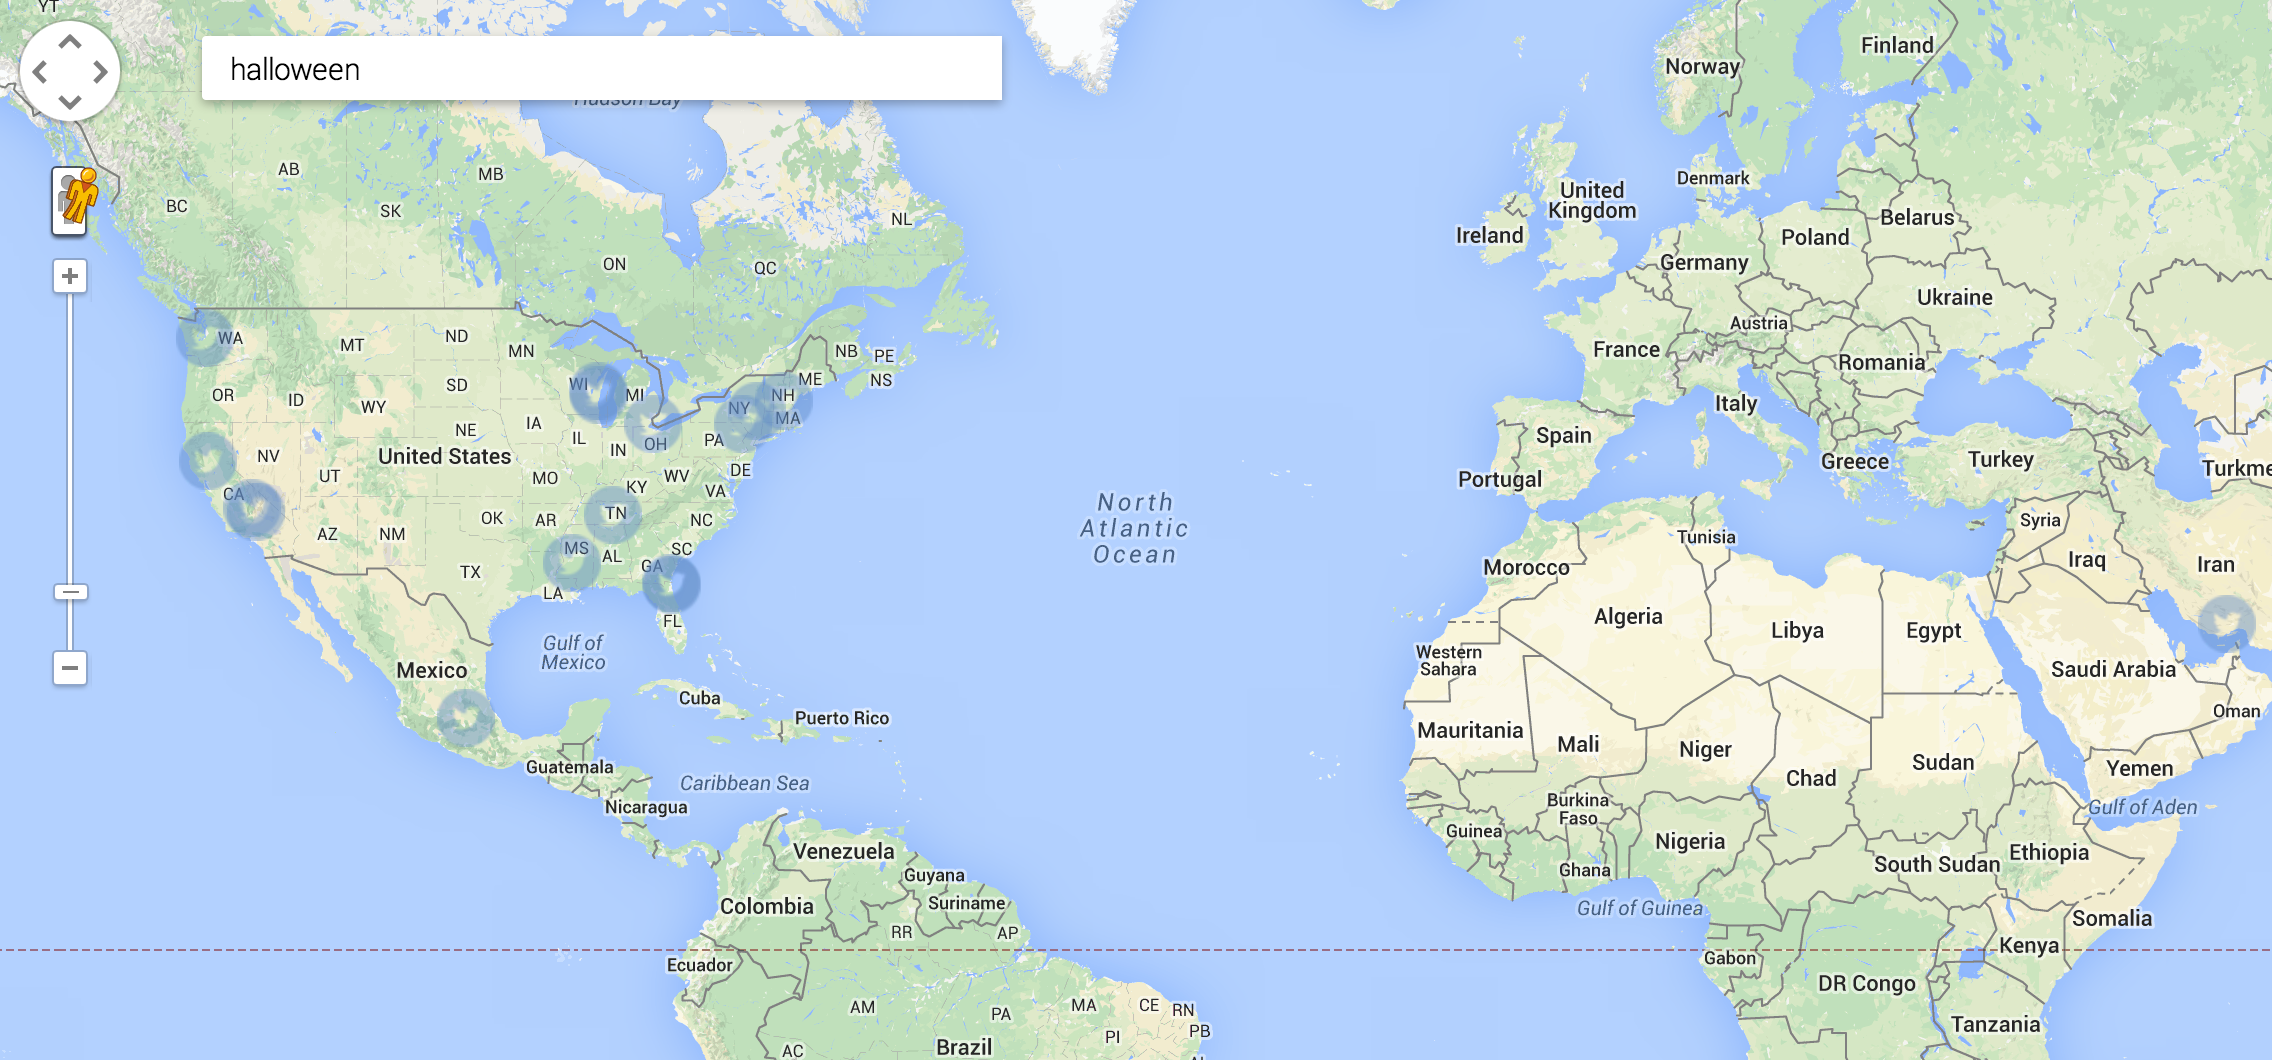 YT
halloween
Hudson Bay
Finland
Norway
AB
MB
BC
SK
NL
Denmark
United
Kingdom
Ireland
Belarus
Poland
ON
QC
Germany
Ukraine
WA
MT
ND
MN
NB
PE
Austria
France
Romania
OR
ID
WY
SD
WI
MI
ME
NH
NS
NY
MA
Italy
NE
IA
IL
IN
OH
PA
Spain
NV
United States
UT
MO
KY
WV
DE
VA
Portugal
Greece
Turkey
Turkme
CA
AZ
NM
OK
AR
TN
NC
North
Atlantic
Ocean
Syria
Tunisia
Iraq
Iran
TX
MS
AL
GA
SC
LA
FL
Morocco
Algeria
Libya
Egypt
Gulf of
Mexico
Western
Sahara
Saudi Arabia
Mexico
Cuba
Puerto Rico
Oman
Mauritania
Mali
Niger
Chad
Sudan
Yemen
Guatemala
Caribbean Sea
Nicaragua
Burkina
Faso
Gulf of Aden
Guinea
Nigeria
Venezuela
Ghana
South Sudan
Ethiopia
Guyana
Suriname
Colombia
Gulf of Guinea
Somalia
RR
AP
Kenya
Ecuador
Gabon
DR Congo
AM
PA
MA
CE
RN
PB
PI
Tanzania
AC
Brazil